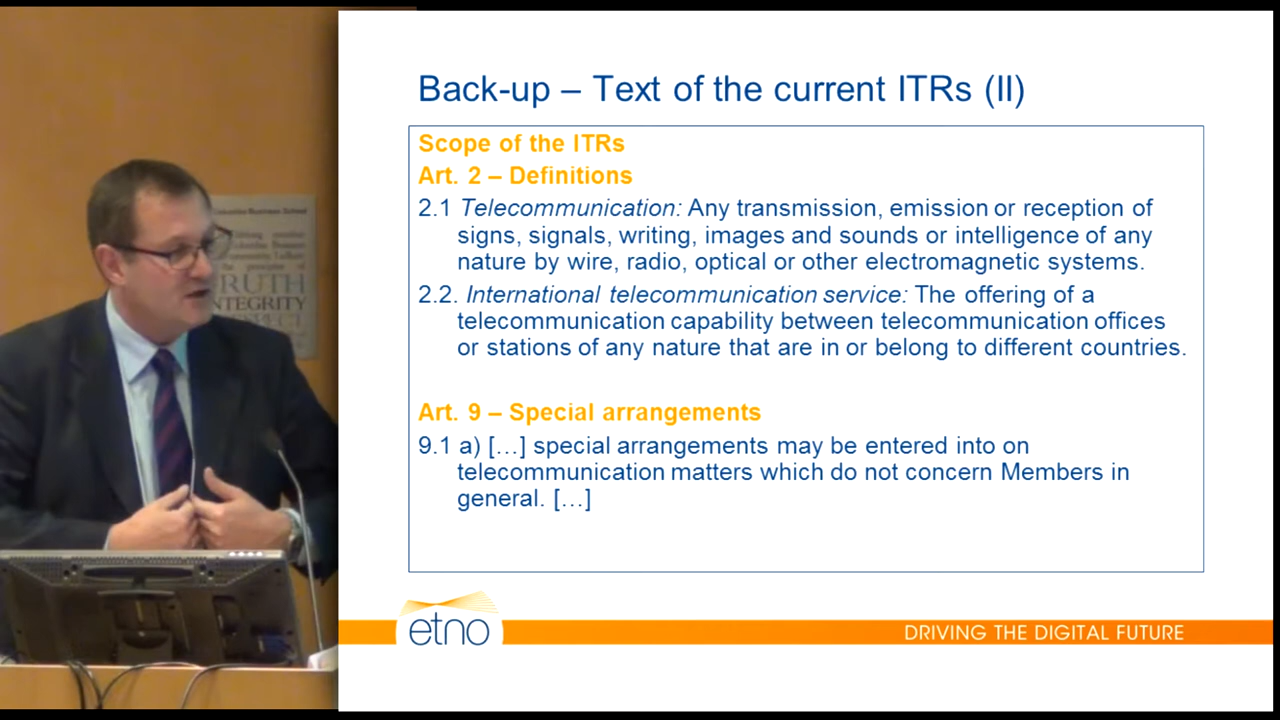 Back-up – Text of the current ITRs (II)
Scope of the ITRs
Art. 2 – Definitions
2.1 Telecommunication: Any transmission, emission or reception of
signs, signals, writing, images and sounds or intelligence of any
nature by wire, radio, optical or other electromagnetic systems.
2.2. International telecommunication service: The offering of a
telecommunication capability between telecommunication offices
or stations of any nature that are in or belong to different countries.
Art. 9 – Special arrangements
9.1 a) […] special arrangements may be entered into on
telecommunication matters which do not concern Members in
general. […]
etno
DRIVING THE DIGITAL FUTURE
Business School
the principle of
TRUTH
INTEGRITY